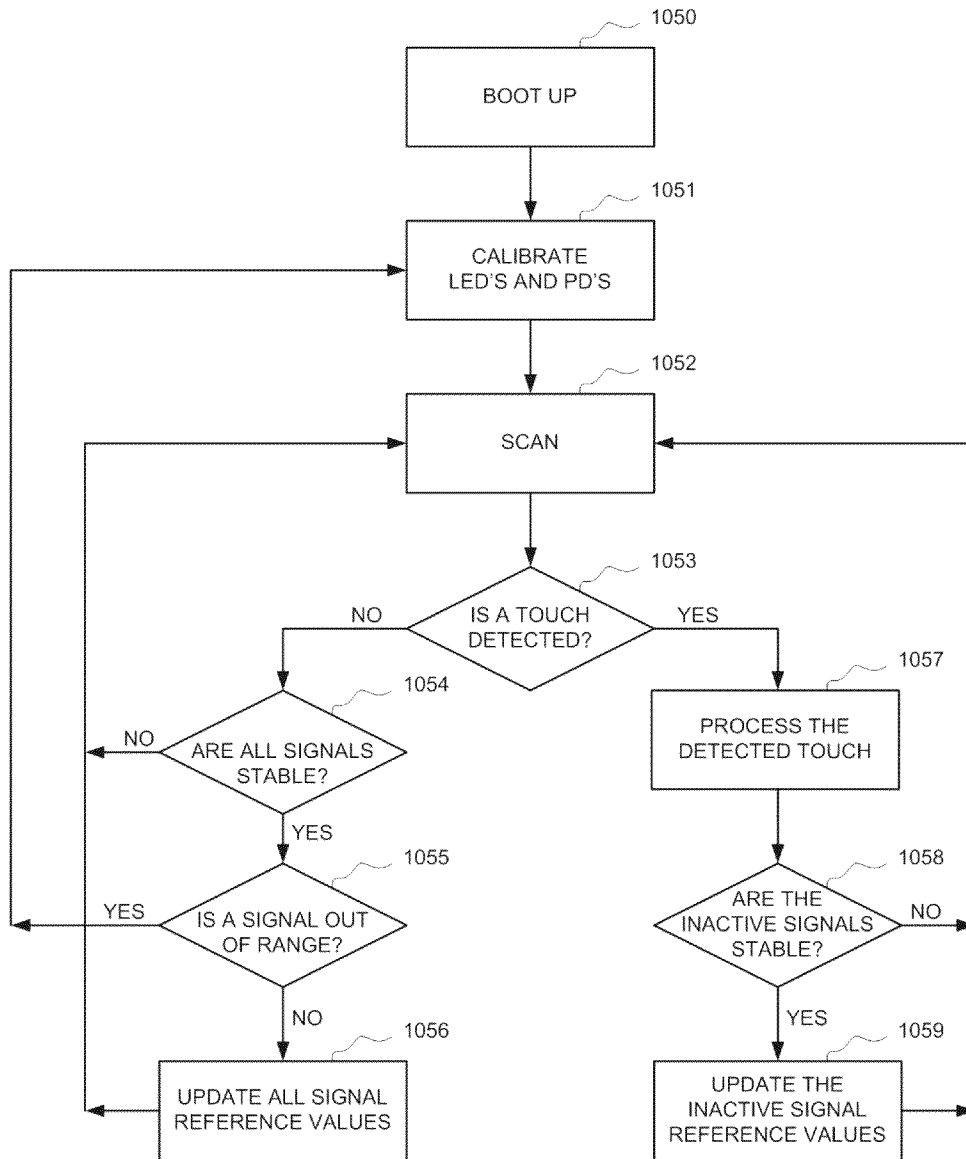 1050
BOOT UP
1051
CALIBRATE
LED'S AND PD'S
1052
SCAN
1053
IS A TOUCH
DETECTED?
NO
YES
1054
ARE ALL SIGNALS
STABLE?
NO
YES
1057
PROCESS THE
DETECTED TOUCH
1055
IS A SIGNAL OUT
OF RANGE?
YES
NO
1058
ARE THE
INACTIVE SIGNALS
STABLE?
NO
YES
1056
UPDATE ALL SIGNAL
REFERENCE VALUES
1059
UPDATE THE
INACTIVE SIGNAL
REFERENCE VALUES